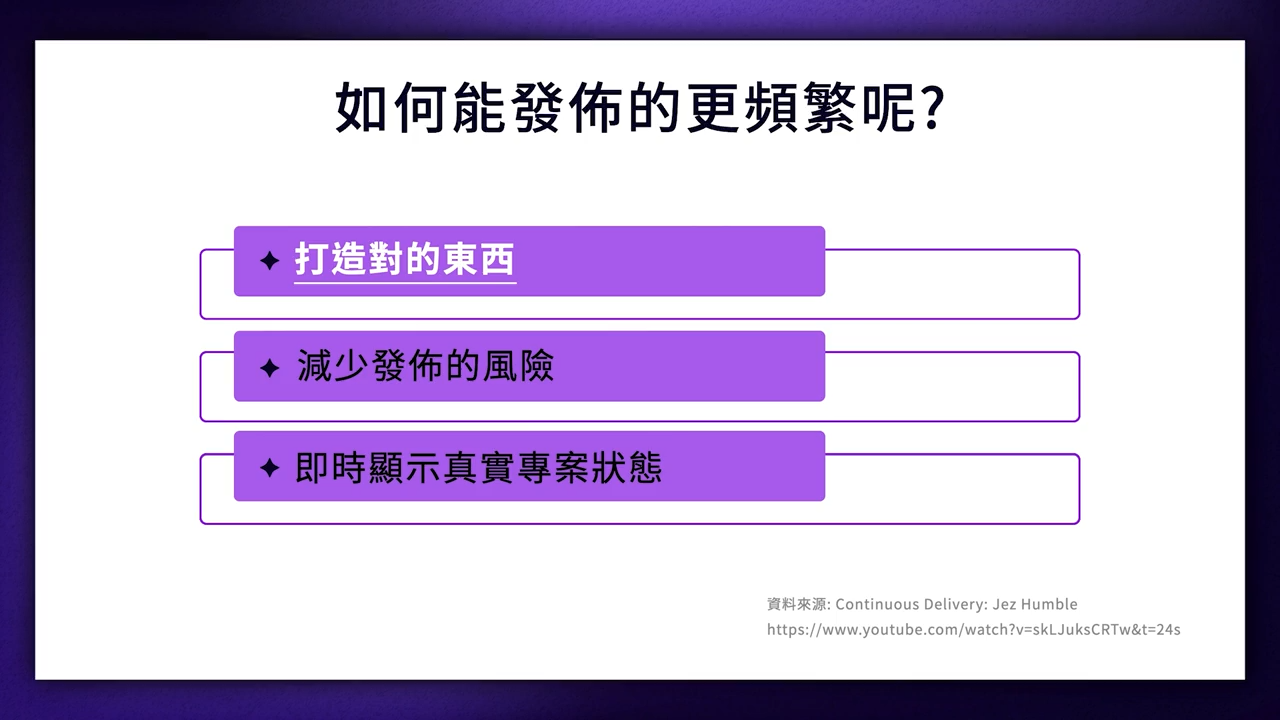 如何能發佈的更頻繁呢?
打造對的東西
減少發佈的風險
即時顯示真實專案狀態
資料來源: Continuous Delivery: Jez Humble
https://www.youtube.com/watch?v=skLJuksCRTw&t=24s